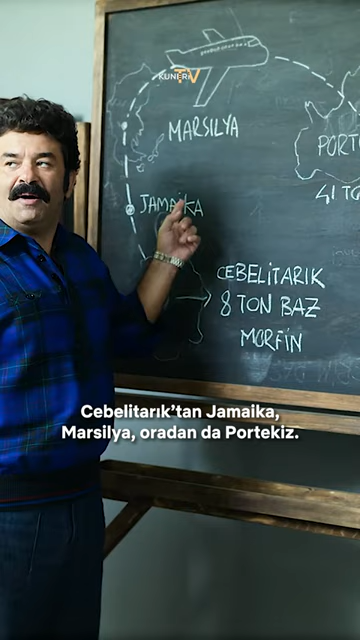 KUNERİ TV
MARSILYA
PORT
41 TO
JAMAİKA
CEBELİTARIK
8 TON BAZ
MORFİN
Cebelitarık’tan Jamaika,
Marsilya, oradan da Portekiz.